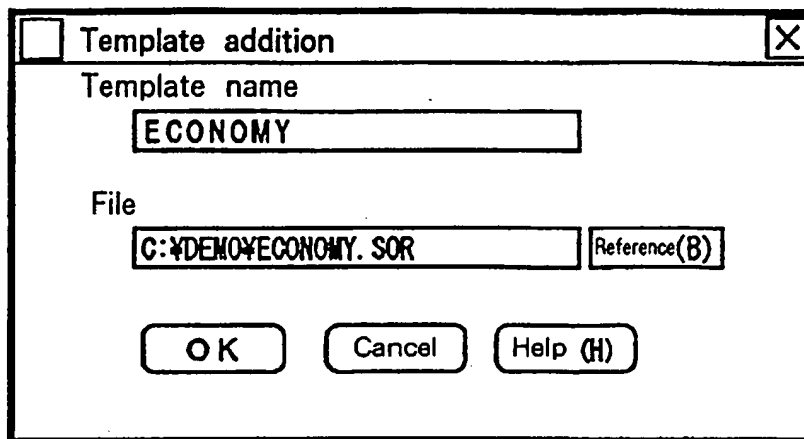 Template addition
Template name
ECONOMY
File
C:¥DEMO¥ECONOMY.SOR Reference(B)
OK Cancel Help (H)